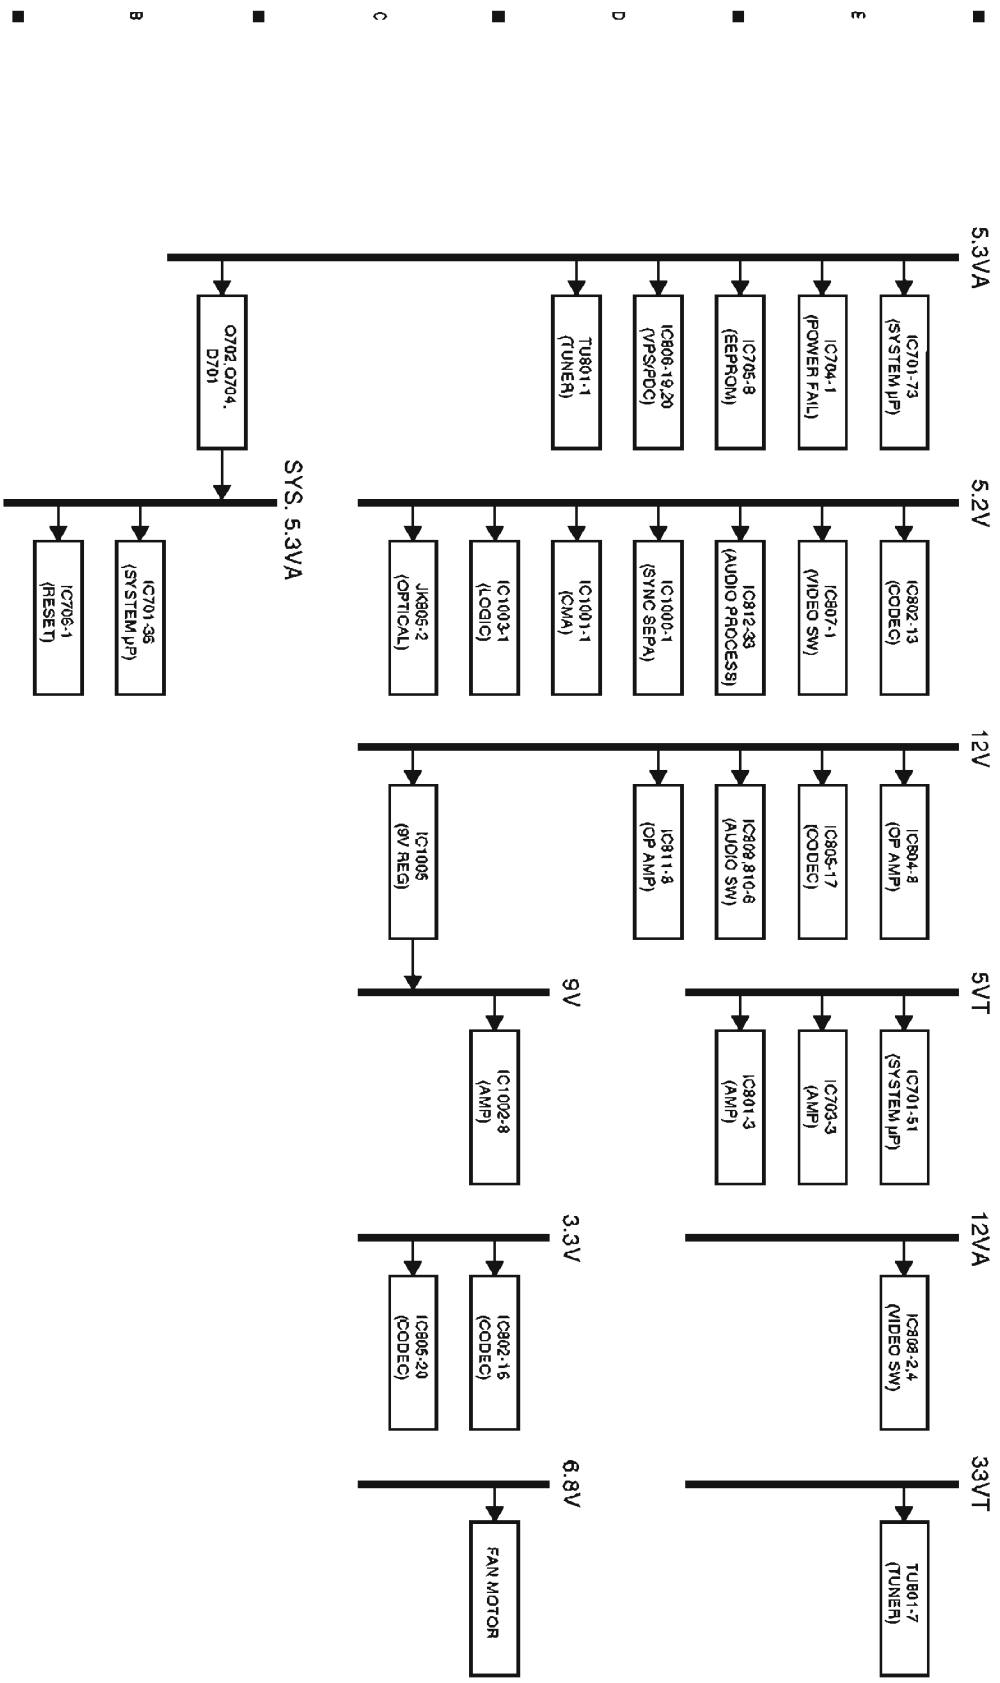 B
C
D
E
5.3VA
IC701-73
(SYSTEM µP)
IC704-1
(POWER FAIL)
IC705-8
(EEPROM)
IC806-19,20
(VPS/PDC)
TU801-1
(TUNER)
Q702,Q704,
D701
SYS. 5.3VA
IC701-35
(SYSTEM µP)
IC706-1
(RESET)
5.2V
IC802-13
(CODEC)
IC807-1
(VIDEO SW)
IC812-33
(AUDIO PROCESS)
IC1000-1
(SYNC SEPA)
IC1001-1
(CMA)
IC1003-1
(LOGIC)
JK805-2
(OPTICAL)
12V
IC804-8
(OP AMP)
IC805-17
(CODEC)
IC809,810-6
(AUDIO SW)
IC811-8
(OP AMP)
IC1005
(9V REG)
9V
IC1002-8
(AMP)
5VT
IC701-51
(SYSTEM µP)
IC703-3
(AMP)
IC801-3
(AMP)
12VA
IC808-2,4
(VIDEO SW)
3.3V
IC802-16
(CODEC)
IC805-20
(CODEC)
33VT
TU801-7
(TUNER)
6.8V
FAN MOTOR